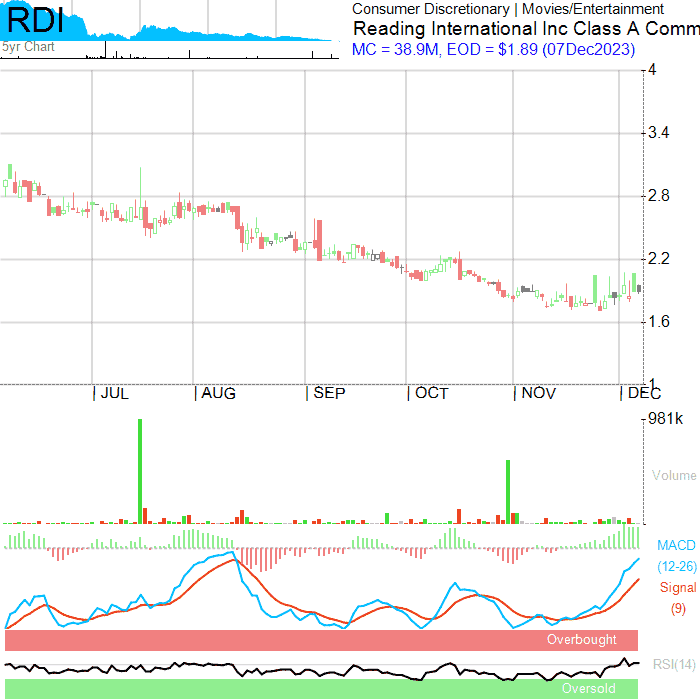 RDI
5yr Chart
Consumer Discretionary | Movies/Entertainment
Reading International Inc Class A Comm
MC = 38.9M, EOD = $1.89 (07Dec2023)
4
3.4
2.8
2.2
1.6
1
JUL AUG SEP OCT NOV DEC
981k
Volume
MACD
(12-26)
Signal
(9)
Overbought
RSI(14)
Oversold